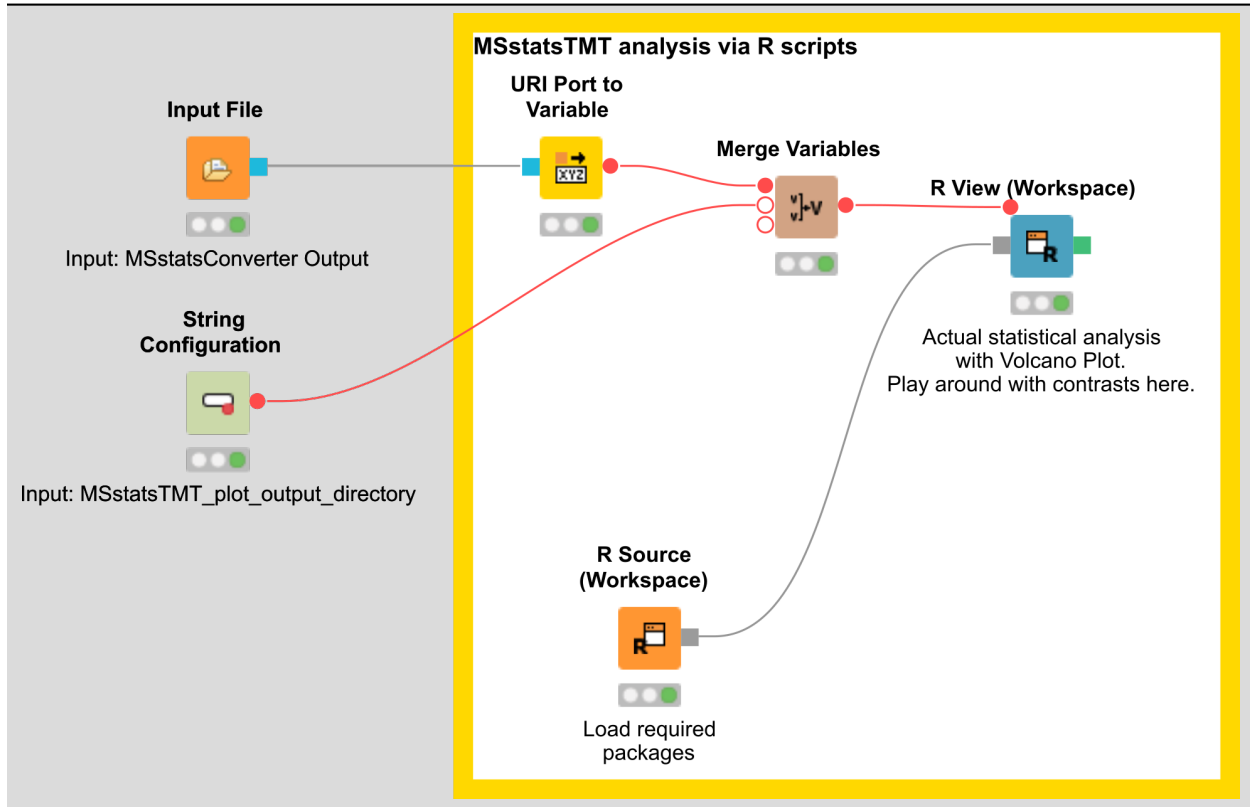 MSstatsTMT analysis via R scripts
Input File
Input: MSstatsConverter Output
URI Port to
Variable
XYZ
Merge Variables
V
V
V
R View (Workspace)
R
Actual statistical analysis
with Volcano Plot.
Play around with contrasts here.
String
Configuration
Input: MSstatsTMT_plot_output_directory
R Source
(Workspace)
R
Load required
packages